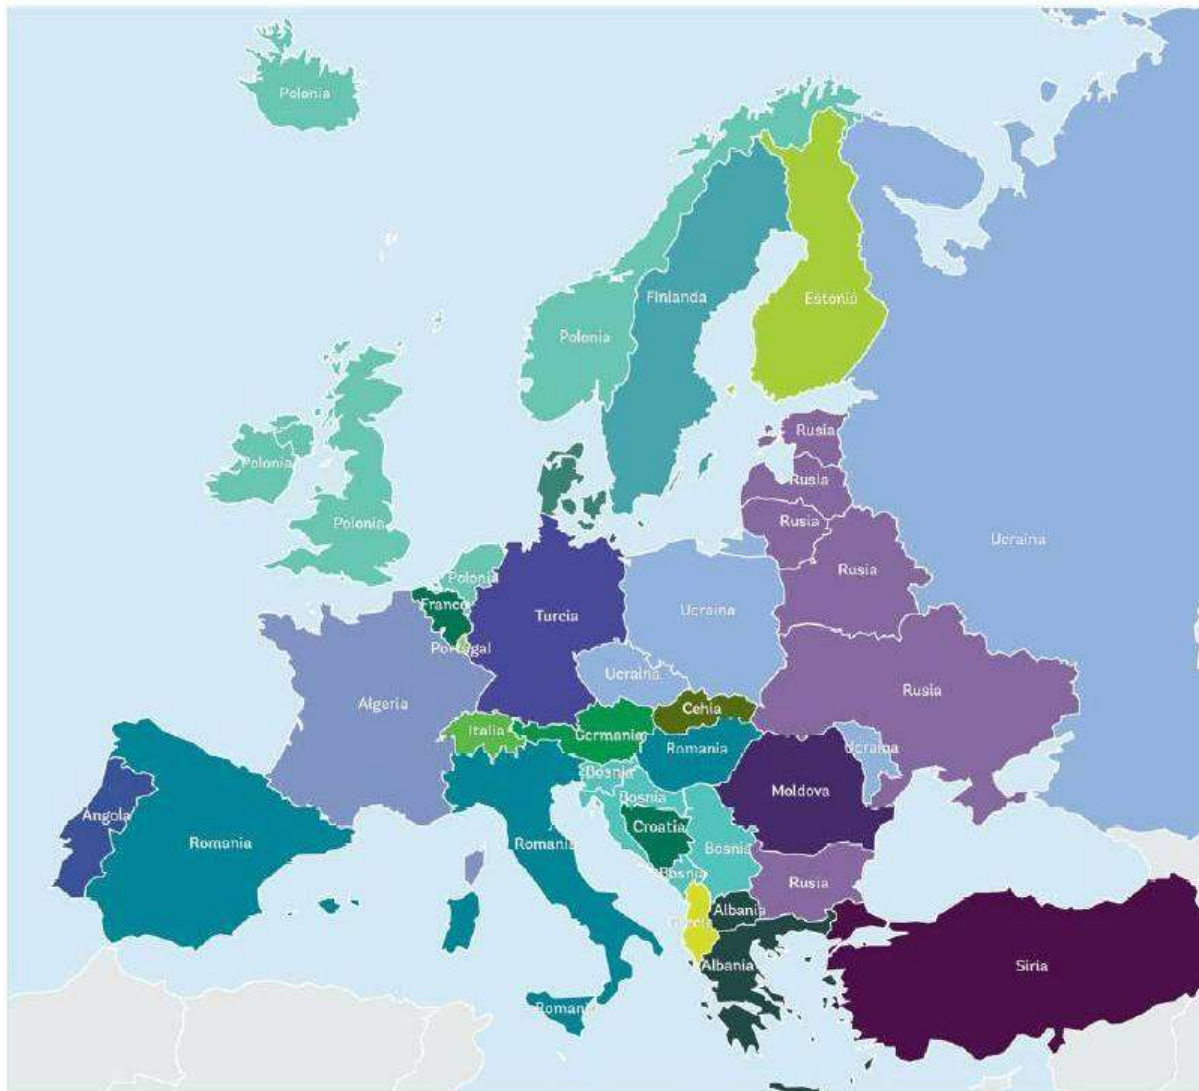 Polonia
Finlanda
Estonia
Polonia
Rusia
Polonia
Rusia
Polonia
Rusia
Ucraina
Rusia
Polonia
Franco
Ucraina
Turcia
Portugal
Ucraina
Rusia
Algeria
Cehia
Italia
Germania
Romania
Ucraina
Bosnia
Moldova
Bosnia
Angola
Croatia
Romania
Romania
Bosnia
Bosnia
Rusia
Albania
Grecia
Albania
Siria
Romania